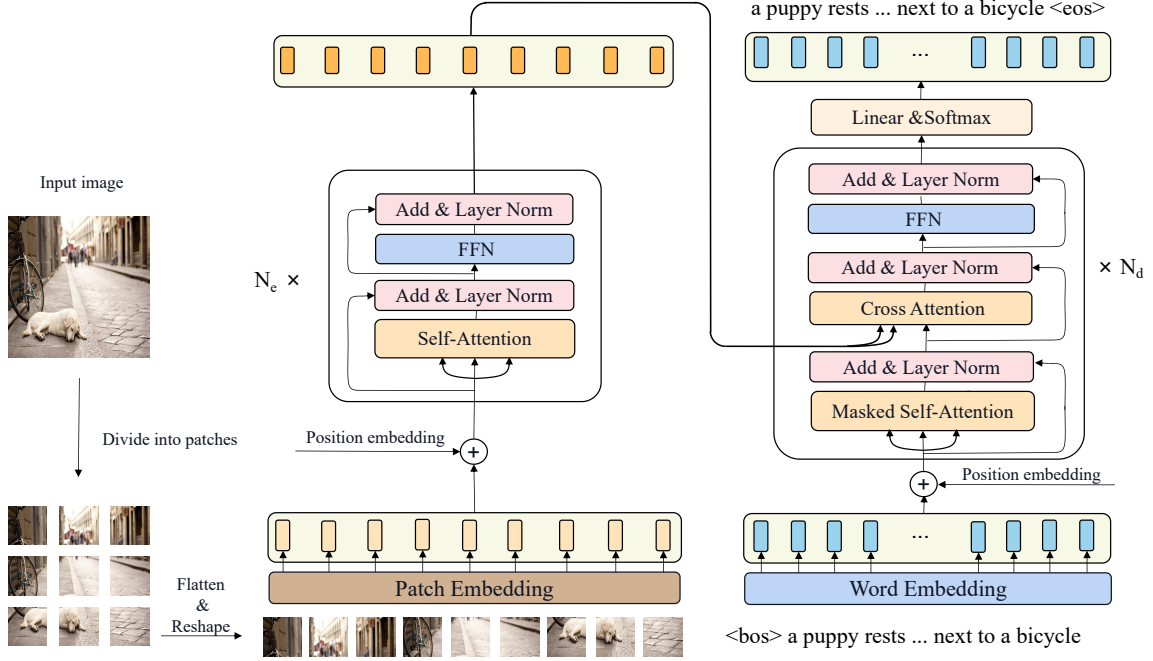 a puppy rests ... next to a bicycle <eos>
...
Linear &Softmax
Input image
Add & Layer Norm
FFN
Add & Layer Norm
Self-Attention
N_e ×
Add & Layer Norm
FFN
Add & Layer Norm
Cross Attention
Add & Layer Norm
Masked Self-Attention
× N_d
Divide into patches
Position embedding
+
+
Position embedding
...
Flatten
&
Reshape
Patch Embedding
Word Embedding
<bos> a puppy rests ... next to a bicycle